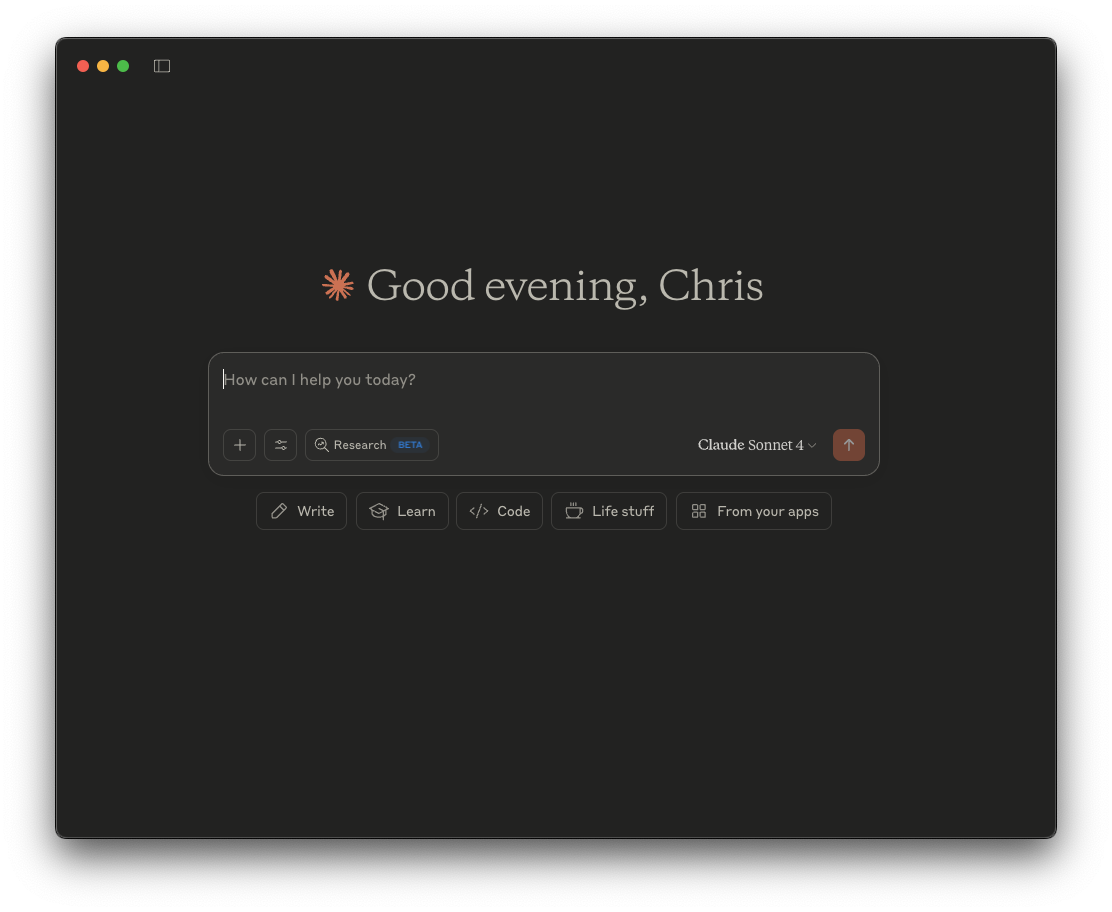 Good evening, Chris
How can I help you today?
Research BETA
Claude Sonnet 4
Write
Learn
Code
Life stuff
From your apps